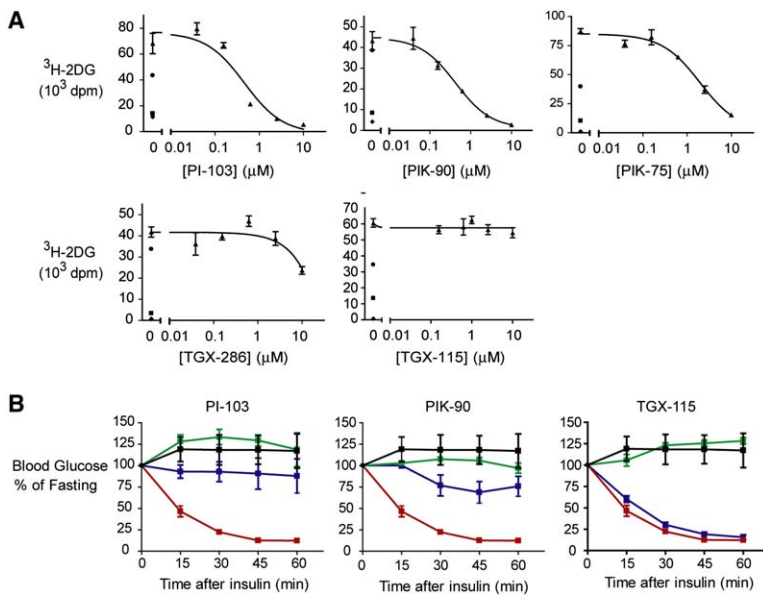 A
³H-2DG
(10³ dpm)
80
60
40
20
0
0 0.01 0.1 1 10
[PI-103] (µM)
50
40
30
20
10
0
0 0.01 0.1 1 10
[PIK-90] (µM)
100
75
50
25
0
0 0.01 0.1 1 10
[PIK-75] (µM)
³H-2DG
(10³ dpm)
50
40
30
20
10
0
0 0.01 0.1 1 10
[TGX-286] (µM)
70
60
50
40
30
20
10
0
0 0.01 0.1 1 10
[TGX-115] (µM)
B
Blood Glucose
% of Fasting
PI-103
150
125
100
75
50
25
0
0 15 30 45 60
Time after insulin (min)
PIK-90
150
125
100
75
50
25
0
0 15 30 45 60
Time after insulin (min)
TGX-115
150
125
100
75
50
25
0
0 15 30 45 60
Time after insulin (min)